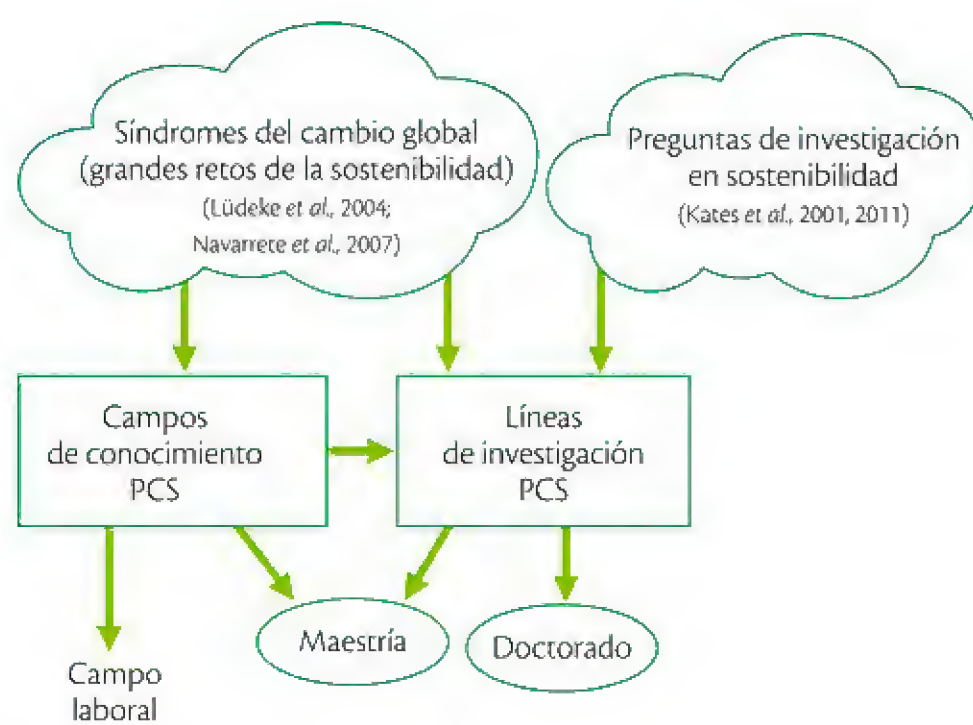 Síndromes del cambio global
(grandes retos de la sostenibilidad)
(Lüdeke et al., 2004;
Navarrete et al., 2007)
Preguntas de investigación
en sostenibilidad
(Kates et al., 2001, 2011)
Campos
de conocimiento
PCS
Líneas
de investigación
PCS
Maestría
Doctorado
Campo
laboral